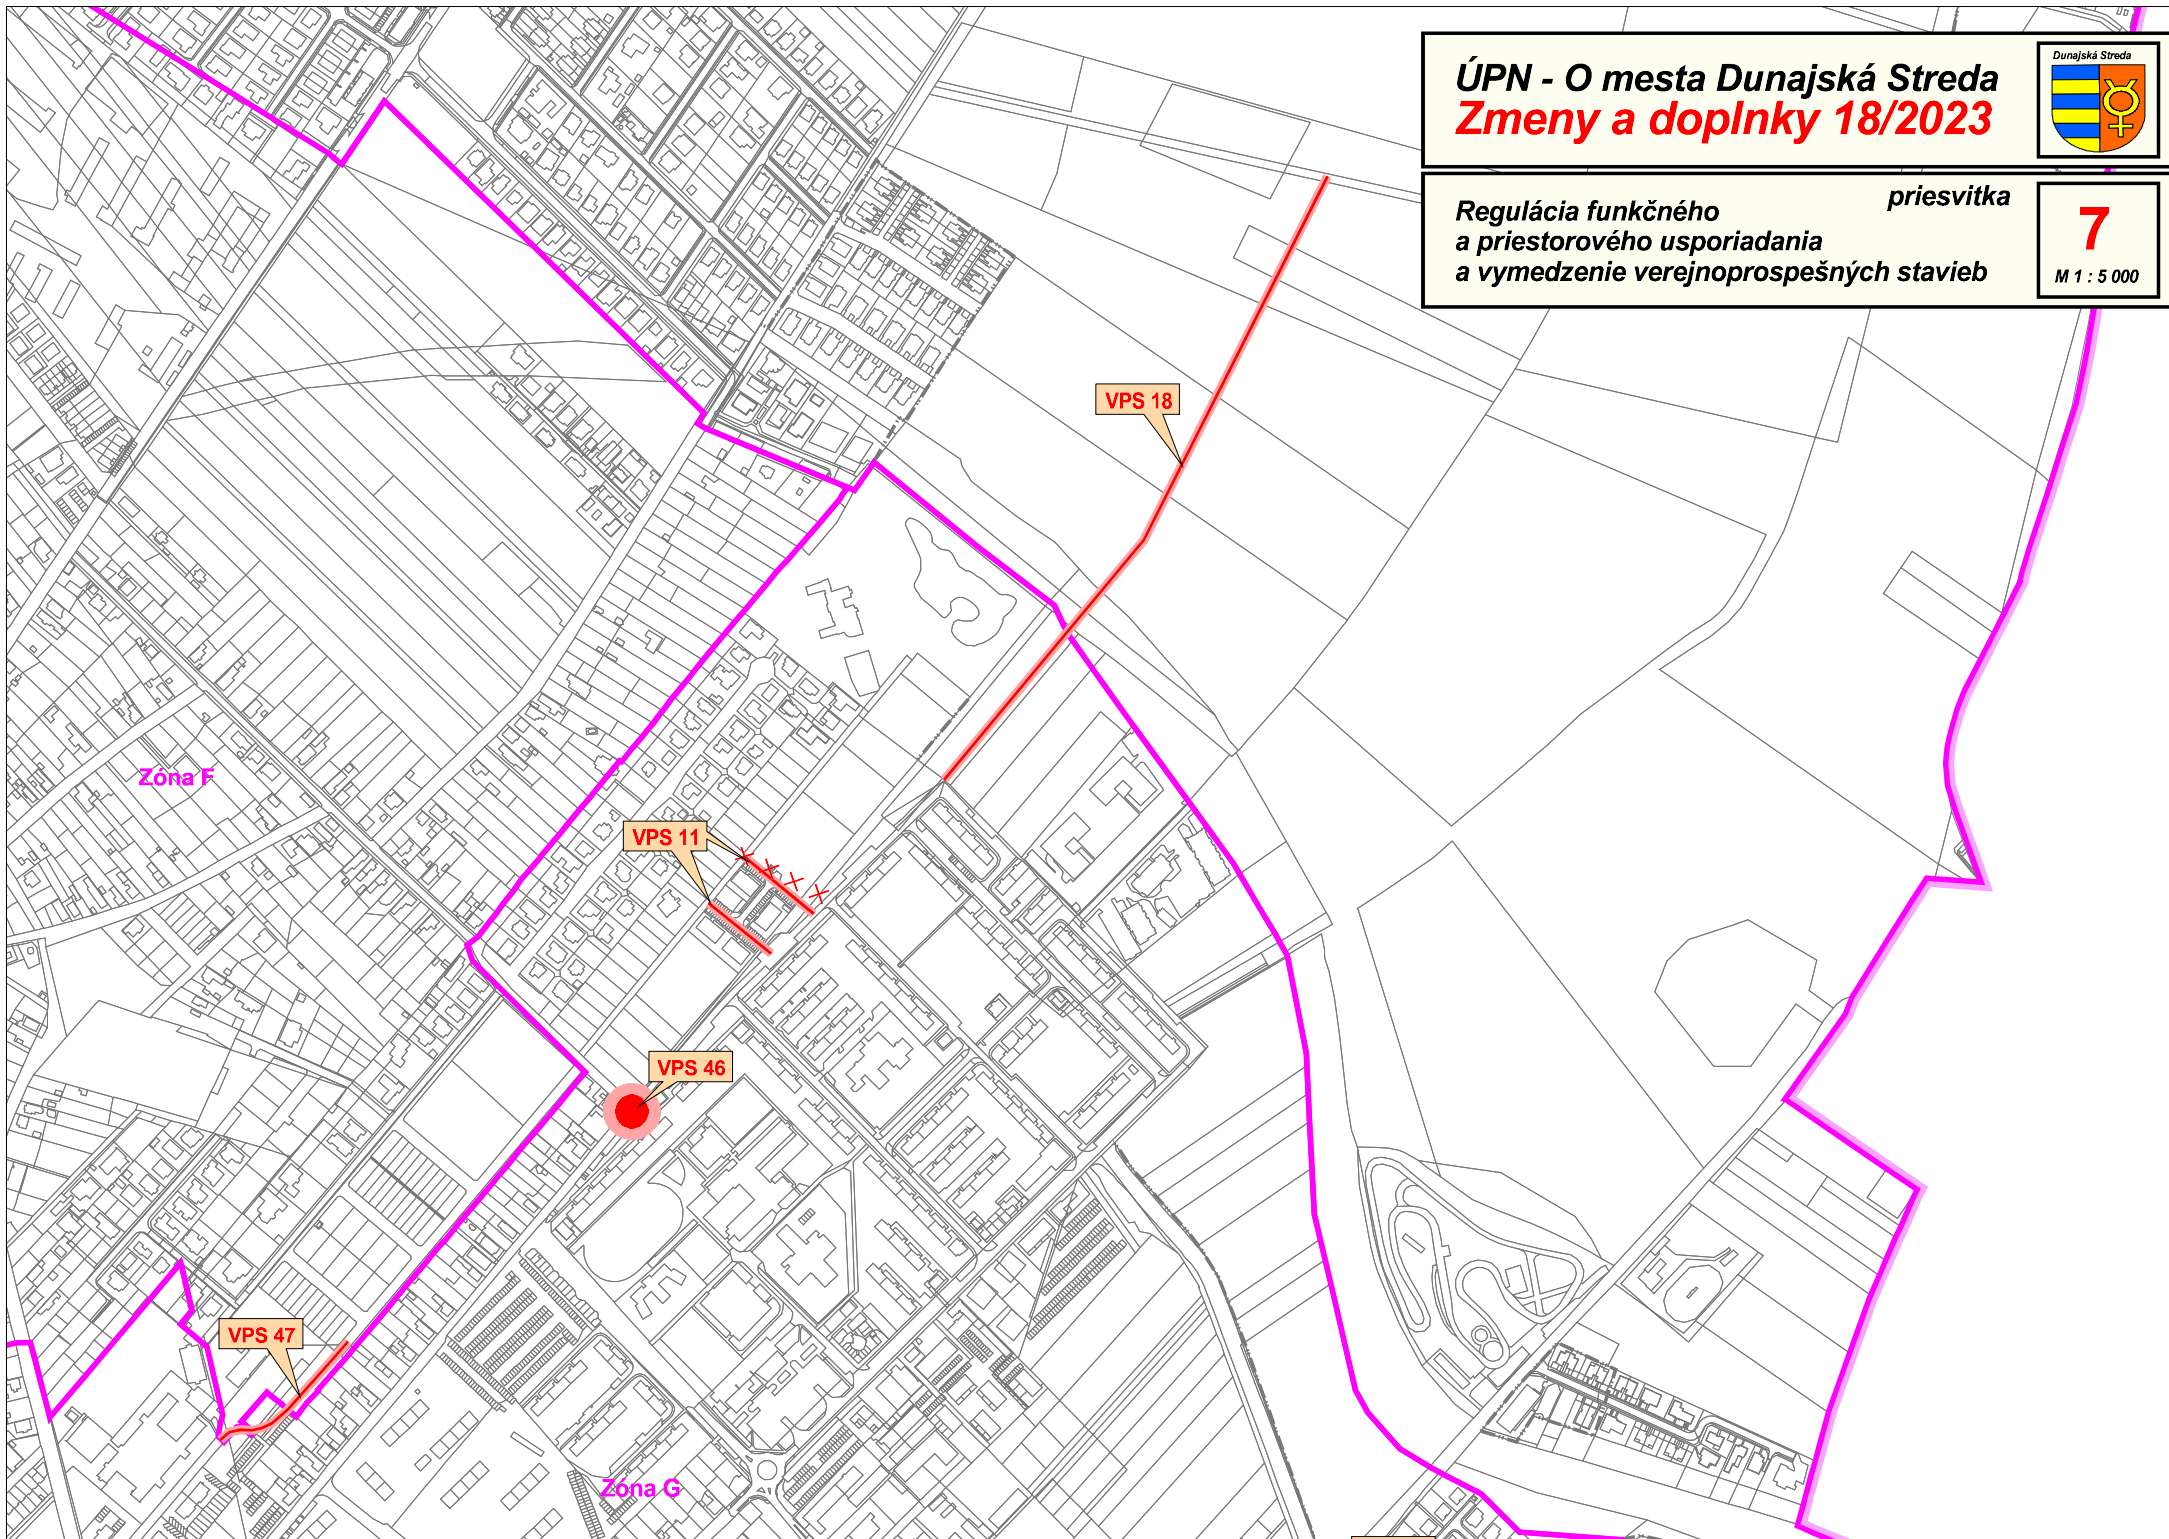 ÚPN - O mesta Dunajská Streda
Zmeny a doplnky 18/2023
Dunajská Streda
priesvitka
Regulácia funkčného
a priestorového usporiadania
a vymedzenie verejnoprospešných stavieb
7
M 1 : 5 000
VPS 18
Zóna F
VPS 11
VPS 46
VPS 47
Zóna G